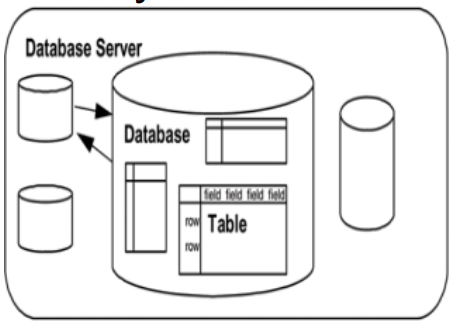 Database Server
Database
field field field field
row Table
row